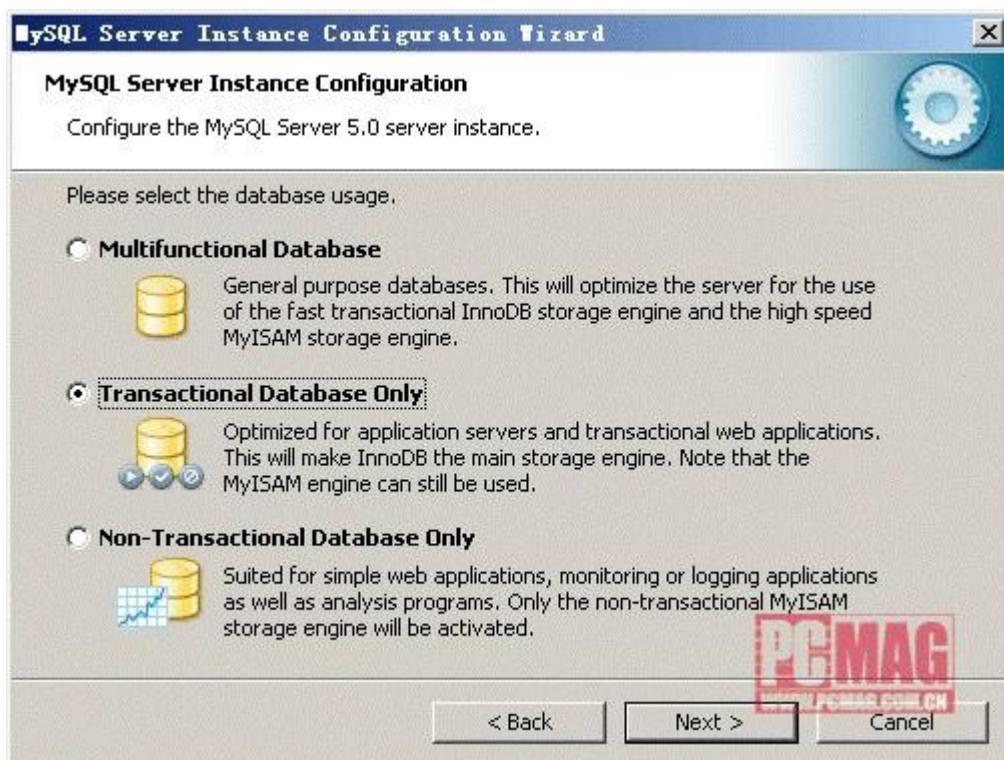 MySQL Server Instance Configuration Wizard
MySQL Server Instance Configuration
Configure the MySQL Server 5.0 server instance.
Please select the database usage.
Multifunctional Database
General purpose databases. This will optimize the server for the use
of the fast transactional InnoDB storage engine and the high speed
MyISAM storage engine.
Transactional Database Only
Optimized for application servers and transactional web applications.
This will make InnoDB the main storage engine. Note that the
MyISAM engine can still be used.
Non-Transactional Database Only
Suited for simple web applications, monitoring or logging applications
as well as analysis programs. Only the non-transactional MyISAM
storage engine will be activated.
PCMAG
WWW.PCMAG.COM.CN
< Back
Next >
Cancel